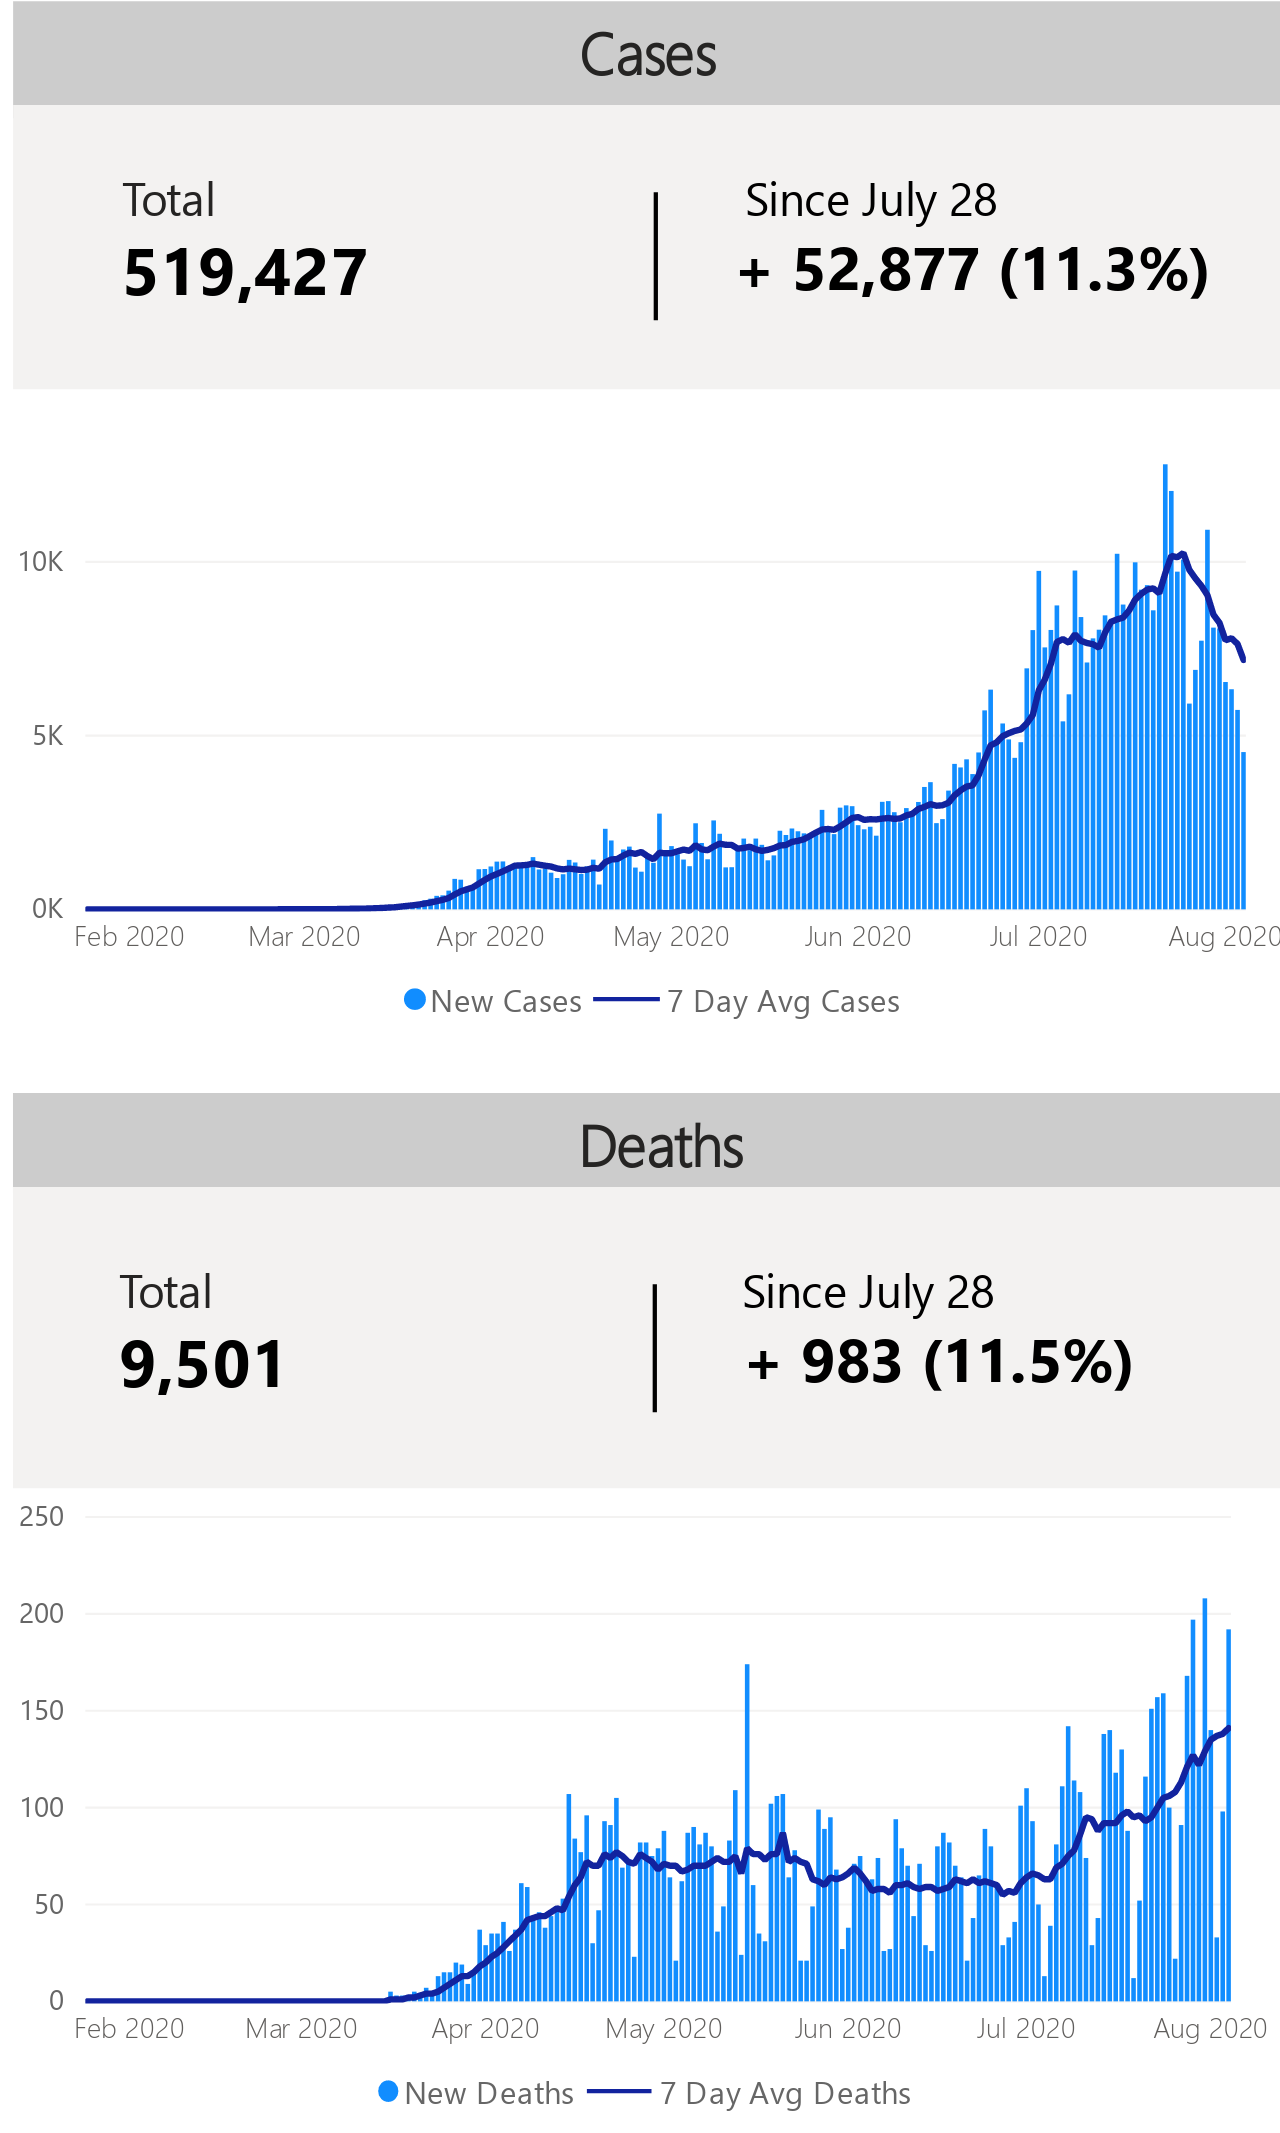 Cases
Total
Since July 28
519,427
+ 52,877 (11.3%)
10K
5K
0K
Feb 2020 Mar 2020 Apr 2020 May 2020 Jun 2020 Jul 2020 Aug 2020
New Cases 7 Day Avg Cases
Deaths
Total
Since July 28
9,501
+ 983 (11.5%)
250
200
150
100
50
0
Feb 2020 Mar 2020 Apr 2020 May 2020 Jun 2020 Jul 2020 Aug 2020
New Deaths 7 Day Avg Deaths